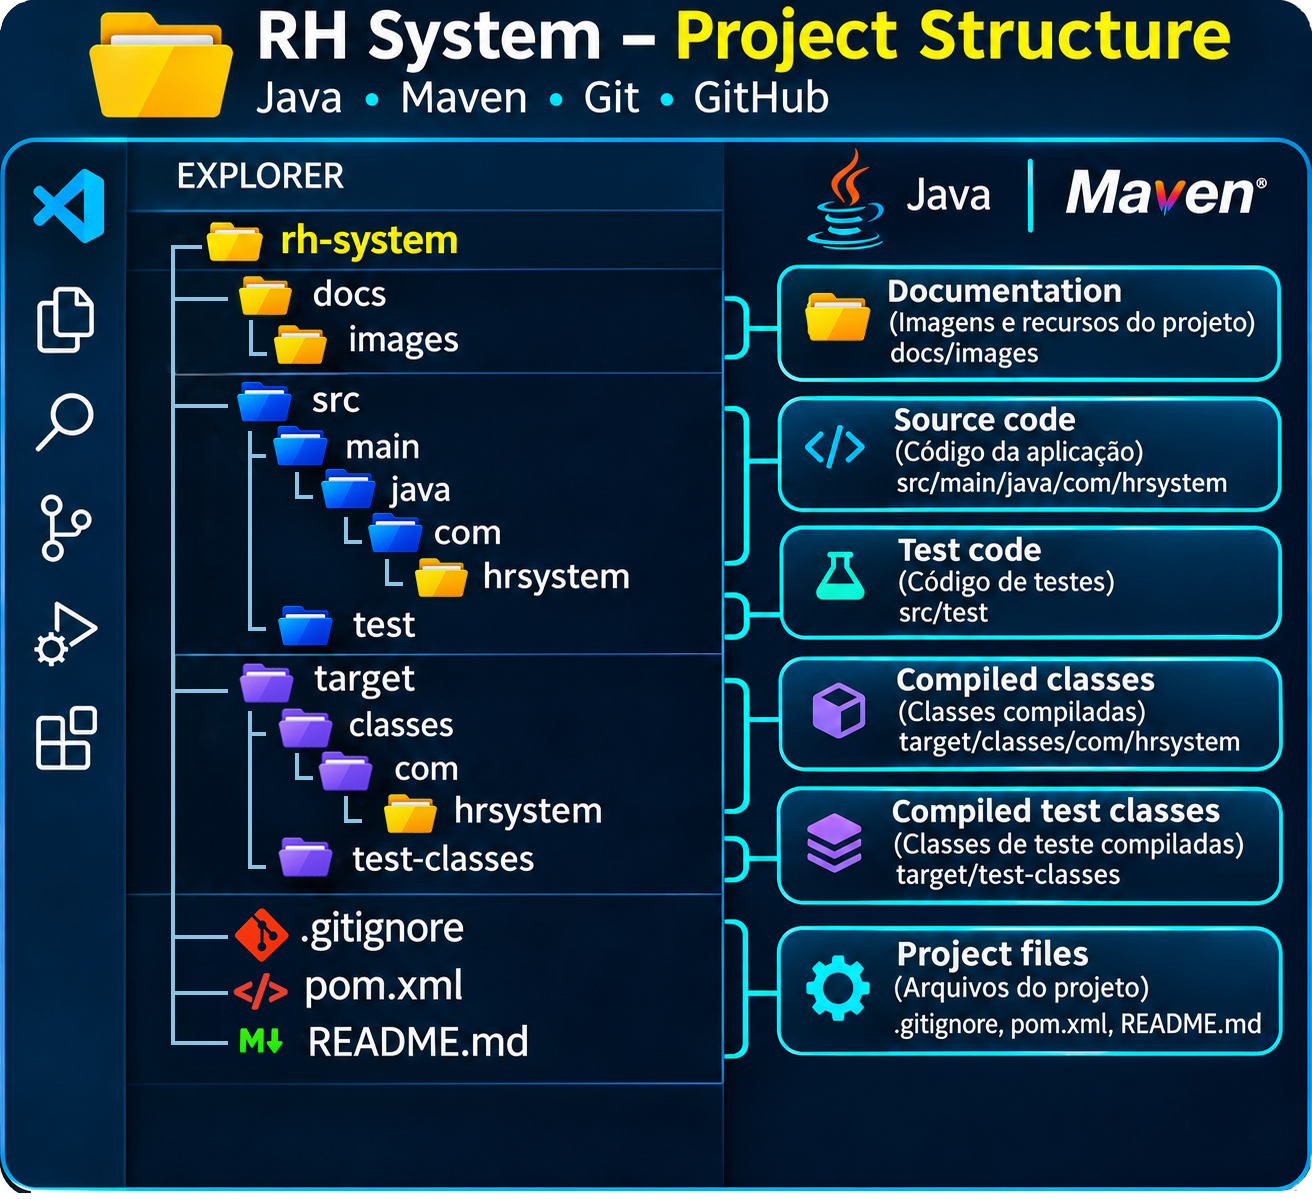 RH System – Project Structure
Java • Maven • Git • GitHub
EXPLORER
rh-system
docs
images
src
main
java
com
hrsystem
test
target
classes
com
hrsystem
test-classes
.gitignore
</> pom.xml
M↓ README.md
Java | Maven®
Documentation
(Imagens e recursos do projeto)
docs/images
</> Source code
(Código da aplicação)
src/main/java/com/hrsystem
Test code
(Código de testes)
src/test
Compiled classes
(Classes compiladas)
target/classes/com/hrsystem
Compiled test classes
(Classes de teste compiladas)
target/test-classes
Project files
(Arquivos do projeto)
.gitignore, pom.xml, README.md